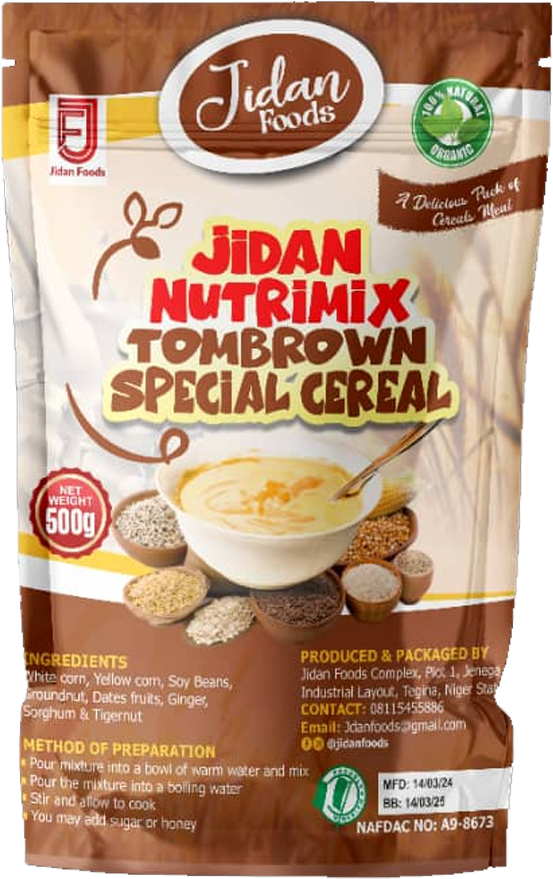 Jidan
Foods
Jidan Foods
100% NATURAL
ORGANIC
A Delicious Pack of
Cereals Meal
JiDAN
NUTRiMiX
TOMBROWN
SPECiAL CEREAL
NET
WEIGHT
500g
INGREDIENTS
White corn, Yellow corn, Soy Beans,
Groundnut, Dates fruits, Ginger,
Sorghum & Tigernut
METHOD OF PREPARATION
Pour mixture into a bowl of warm water and mix
Pour the mixture into a boiling water
Stir and allow to cook
You may add sugar or honey
PRODUCED & PACKAGED BY
Jidan Foods Complex, Plot 1, Jenega
Industrial Layout, Tegina, Niger Stat
CONTACT: 08115455886
Email: Jdanfoods@gmail.com
@jidanfoods
MFD: 14/03/24
BB: 14/03/25
NAFDAC NO: A9-8673